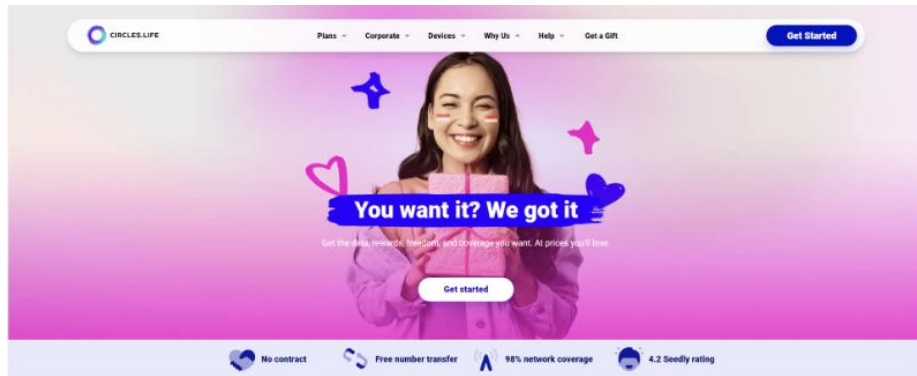 CIRCLES.LIFE
Plans
Corporate
Devices
Why Us
Help
Get a Gift
Get Started
You want it? We got it
Get the data, rewards, freedom, and coverage you want. At prices you'll love.
Get started
No contract
Free number transfer
98% network coverage
4.2 Seedly rating